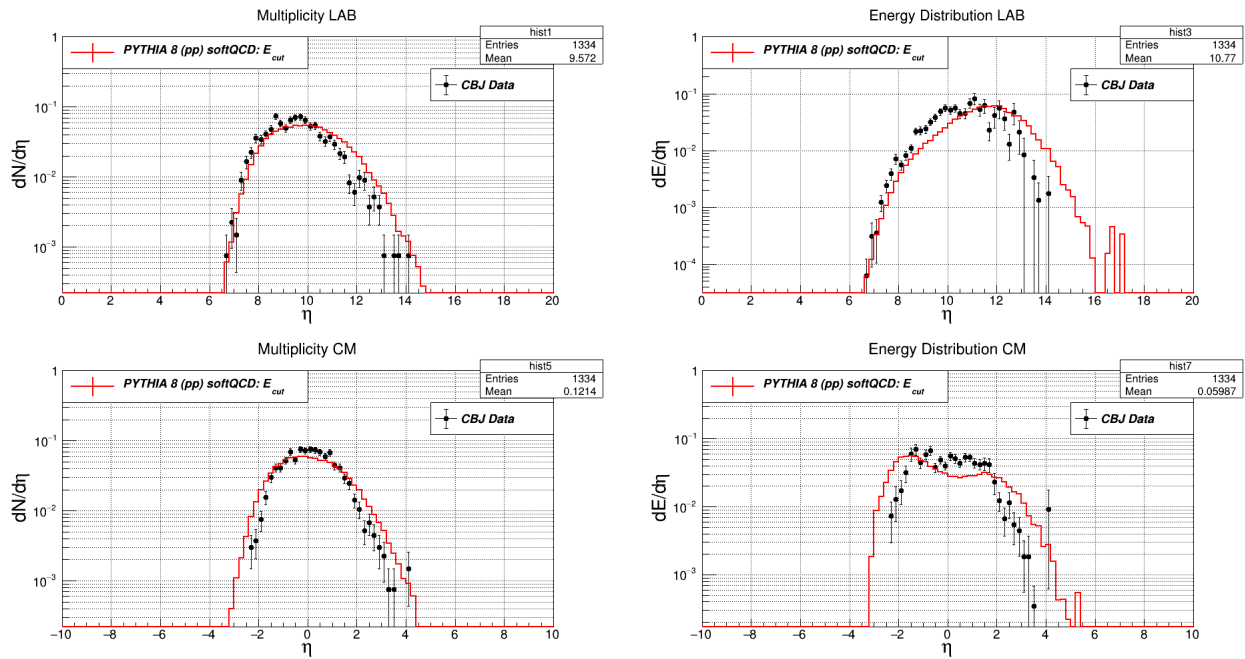 Multiplicity LAB
hist1
Entries 1334
Mean 9.572
PYTHIA 8 (pp) softQCD: E_cut
CBJ Data
dN/dη
1
10⁻¹
10⁻²
10⁻³
0 2 4 6 8 10 12 14 16 18 20
η
Energy Distribution LAB
hist3
Entries 1334
Mean 10.77
PYTHIA 8 (pp) softQCD: E_cut
CBJ Data
dE/dη
1
10⁻¹
10⁻²
10⁻³
10⁻⁴
0 2 4 6 8 10 12 14 16 18 20
η
Multiplicity CM
hist5
Entries 1334
Mean 0.1214
PYTHIA 8 (pp) softQCD: E_cut
CBJ Data
dN/dη
1
10⁻¹
10⁻²
10⁻³
−10 −8 −6 −4 −2 0 2 4 6 8 10
η
Energy Distribution CM
hist7
Entries 1334
Mean 0.05987
PYTHIA 8 (pp) softQCD: E_cut
CBJ Data
dE/dη
1
10⁻¹
10⁻²
10⁻³
−10 −8 −6 −4 −2 0 2 4 6 8 10
η